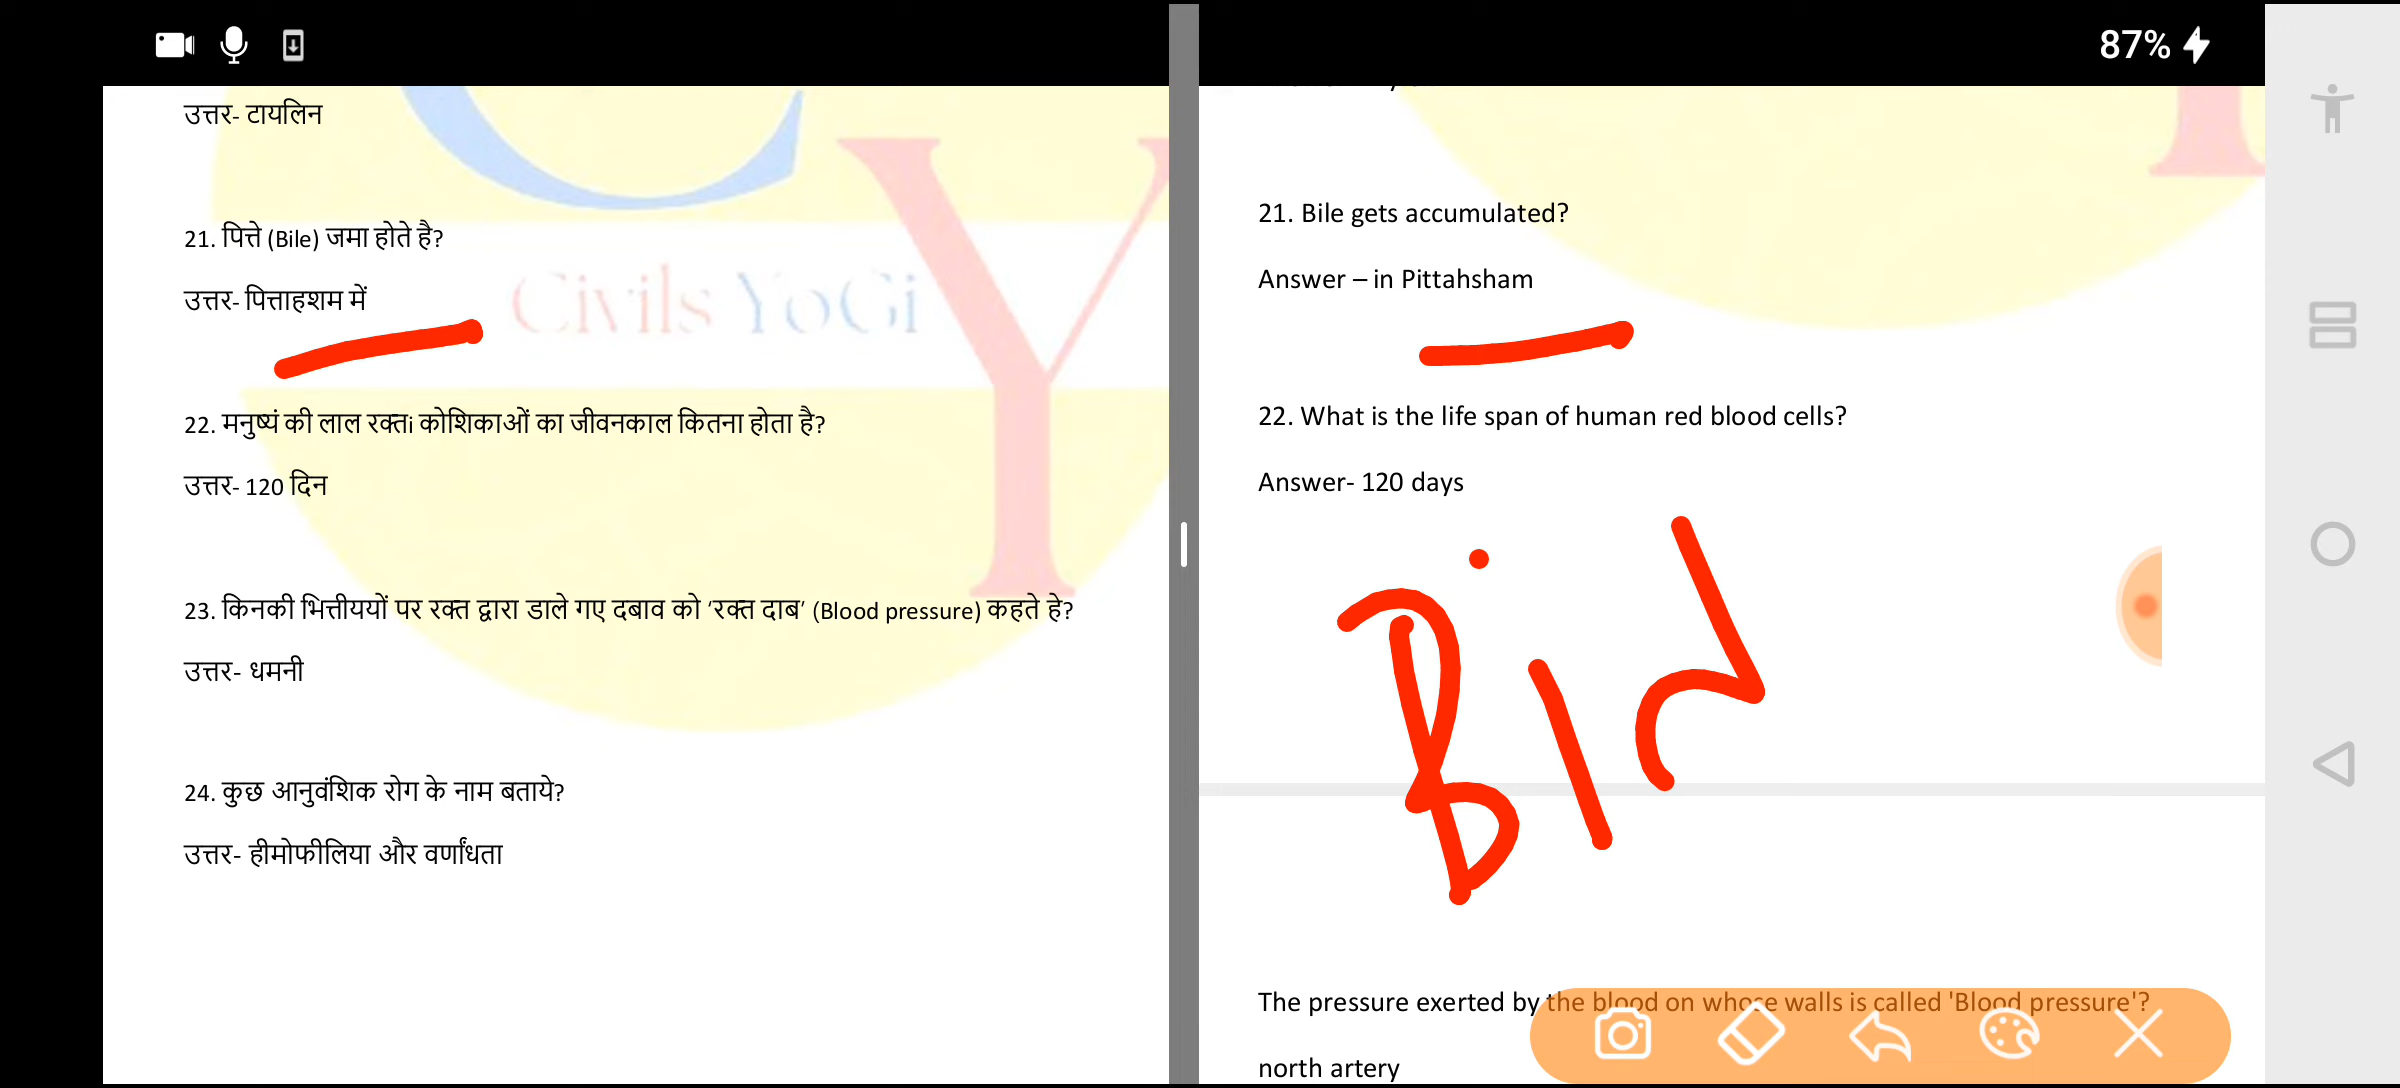 87%
उत्तर- टायलिन
21. पित्ते (Bile) जमा होते है?
उत्तर- पित्ताहशम में
Civils YoGi
22. मनुष्यं की लाल रक्तi कोशिकाओं का जीवनकाल कितना होता है?
उत्तर- 120 दिन
23. किनकी भित्तीययों पर रक्त द्वारा डाले गए दबाव को ‘रक्त दाब’ (Blood pressure) कहते हे?
उत्तर- धमनी
24. कुछ आनुवंशिक रोग के नाम बताये?
उत्तर- हीमोफीलिया और वर्णांधता
21. Bile gets accumulated?
Answer – in Pittahsham
22. What is the life span of human red blood cells?
Answer- 120 days
The pressure exerted by the blood on whose walls is called 'Blood pressure'?
north artery